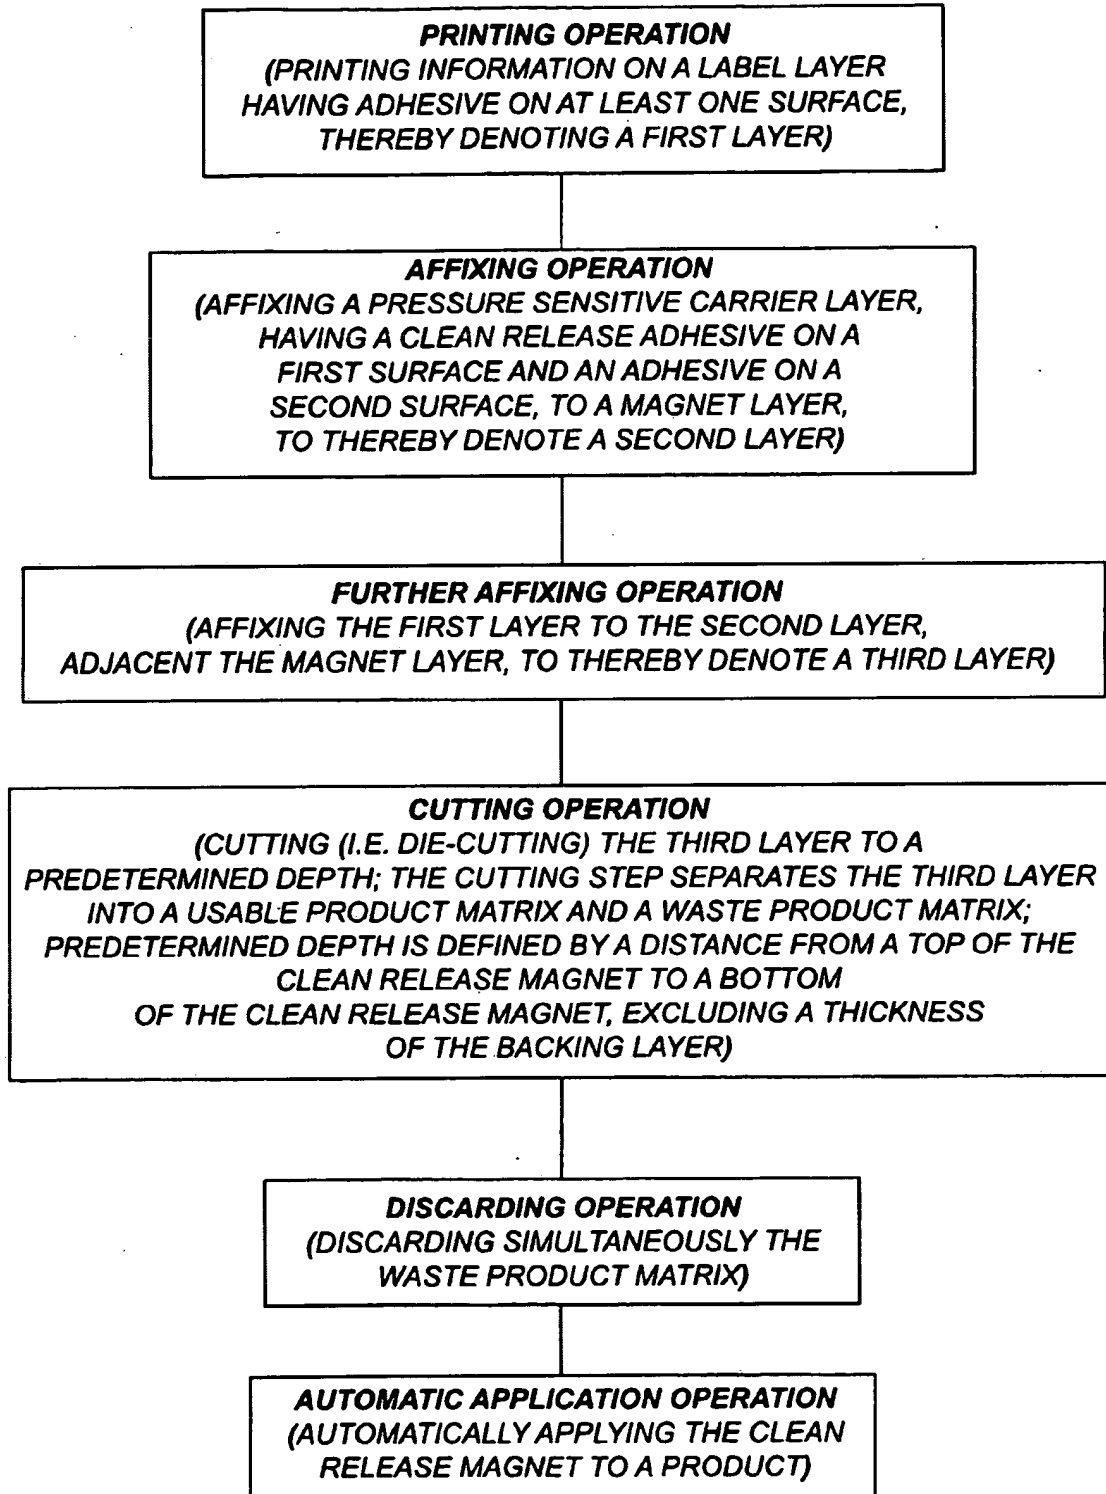 PRINTING OPERATION
(PRINTING INFORMATION ON A LABEL LAYER
HAVING ADHESIVE ON AT LEAST ONE SURFACE,
THEREBY DENOTING A FIRST LAYER)
AFFIXING OPERATION
(AFFIXING A PRESSURE SENSITIVE CARRIER LAYER,
HAVING A CLEAN RELEASE ADHESIVE ON A
FIRST SURFACE AND AN ADHESIVE ON A
SECOND SURFACE, TO A MAGNET LAYER,
TO THEREBY DENOTE A SECOND LAYER)
FURTHER AFFIXING OPERATION
(AFFIXING THE FIRST LAYER TO THE SECOND LAYER,
ADJACENT THE MAGNET LAYER, TO THEREBY DENOTE A THIRD LAYER)
CUTTING OPERATION
(CUTTING (I.E. DIE-CUTTING) THE THIRD LAYER TO A
PREDETERMINED DEPTH; THE CUTTING STEP SEPARATES THE THIRD LAYER
INTO A USABLE PRODUCT MATRIX AND A WASTE PRODUCT MATRIX;
PREDETERMINED DEPTH IS DEFINED BY A DISTANCE FROM A TOP OF THE
CLEAN RELEASE MAGNET TO A BOTTOM
OF THE CLEAN RELEASE MAGNET, EXCLUDING A THICKNESS
OF THE BACKING LAYER)
DISCARDING OPERATION
(DISCARDING SIMULTANEOUSLY THE
WASTE PRODUCT MATRIX)
AUTOMATIC APPLICATION OPERATION
(AUTOMATICALLY APPLYING THE CLEAN
RELEASE MAGNET TO A PRODUCT)